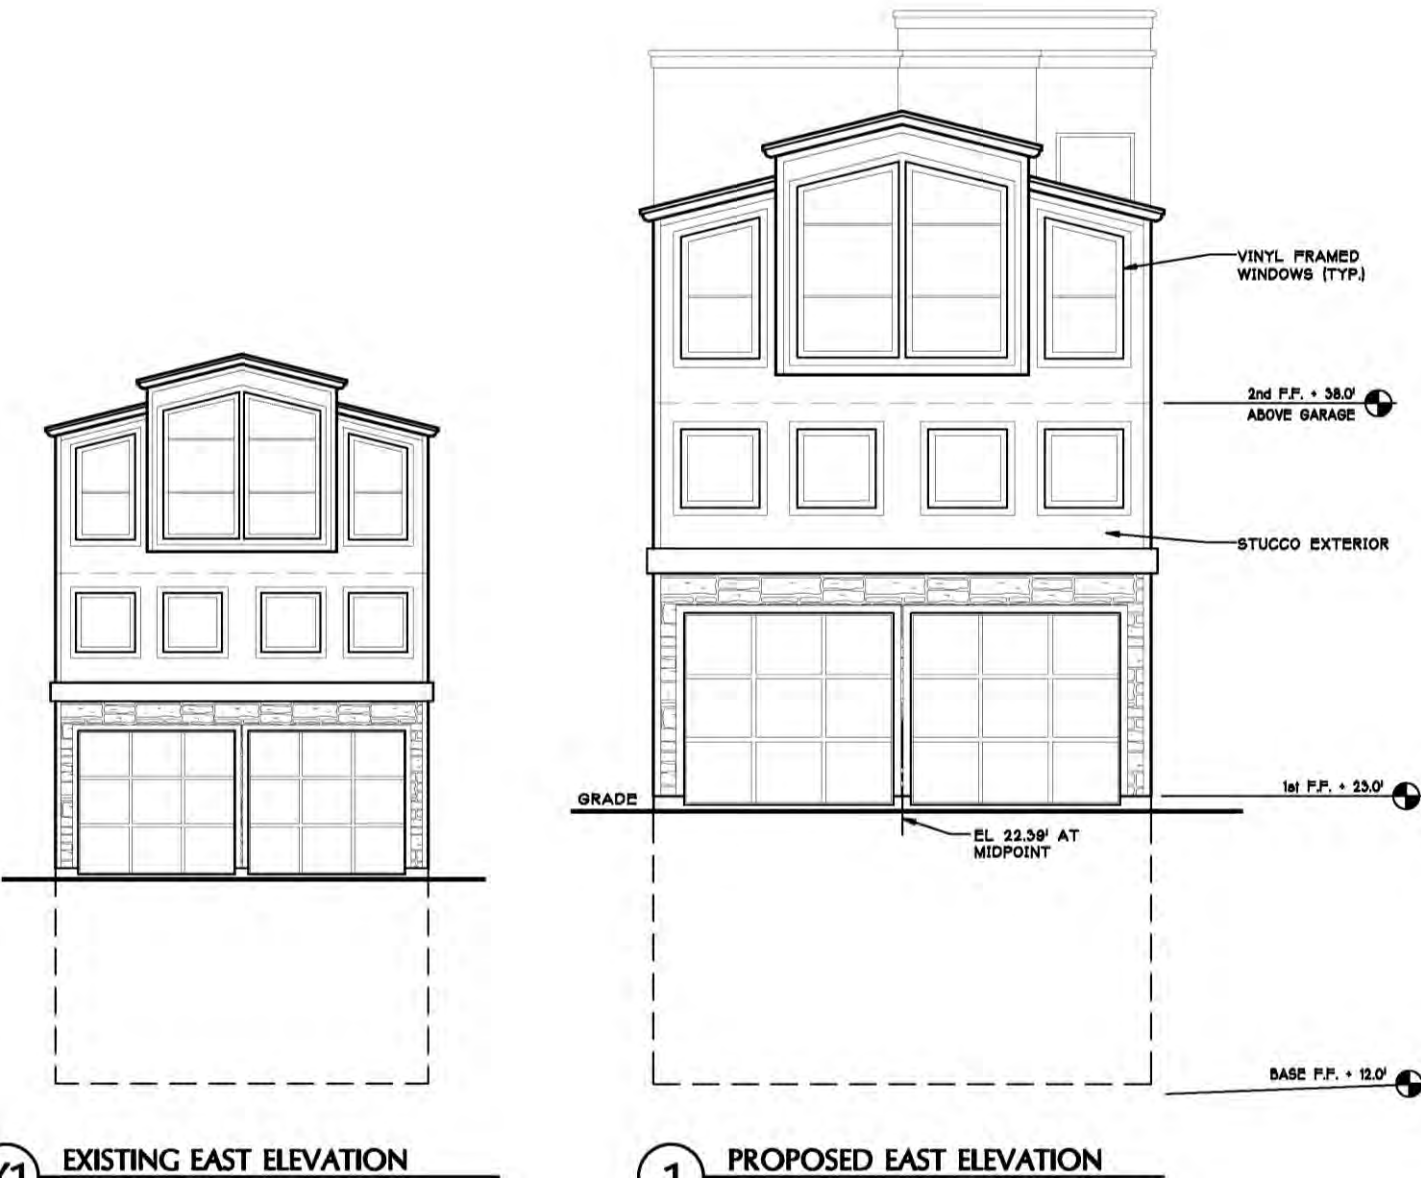 VINYL FRAMED
WINDOWS (TYP.)
2nd F.F. + 38.0'
ABOVE GARAGE
STUCCO EXTERIOR
GRADE
1st F.F. + 23.0'
EL 22.39' AT
MIDPOINT
BASE F.F. + 12.0'
EXISTING EAST ELEVATION
1 PROPOSED EAST ELEVATION